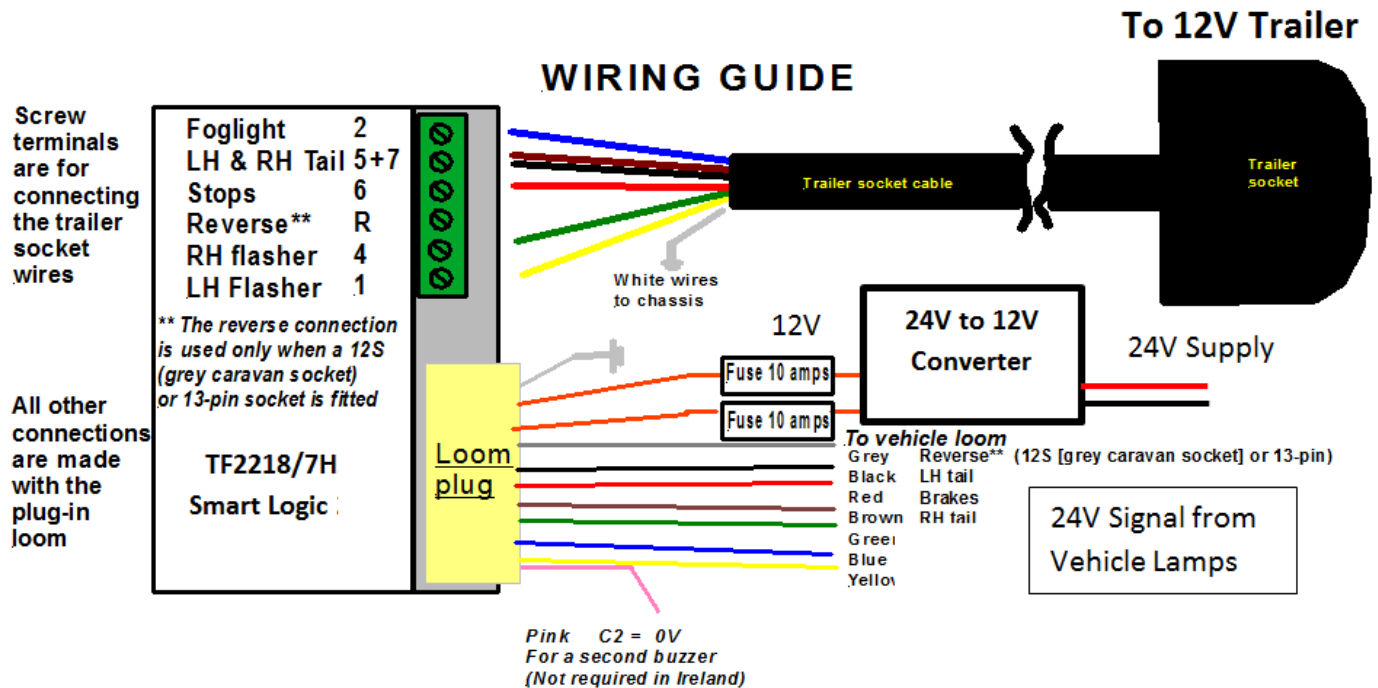 To 12V Trailer
WIRING GUIDE
Screw
terminals
are for
connecting
the trailer
socket
wires
Foglight 2
LH & RH Tail 5+7
Stops 6
Reverse** R
RH flasher 4
LH Flasher 1
** The reverse connection
is used only when a 12S
(grey caravan socket)
or 13-pin socket is fitted
All other
connections
are made
with the
plug-in
loom
TF2218/7H
Smart Logic
Loom
plug
Trailer socket cable
Trailer
socket
White wires
to chassis
12V
Fuse 10 amps
Fuse 10 amps
24V to 12V
Converter
24V Supply
To vehicle loom
Grey Reverse** (12S [grey caravan socket] or 13-pin)
Black LH tail
Red Brakes
Brown RH tail
Green
Blue
Yellow
24V Signal from
Vehicle Lamps
Pink C2 = 0V
For a second buzzer
(Not required in Ireland)